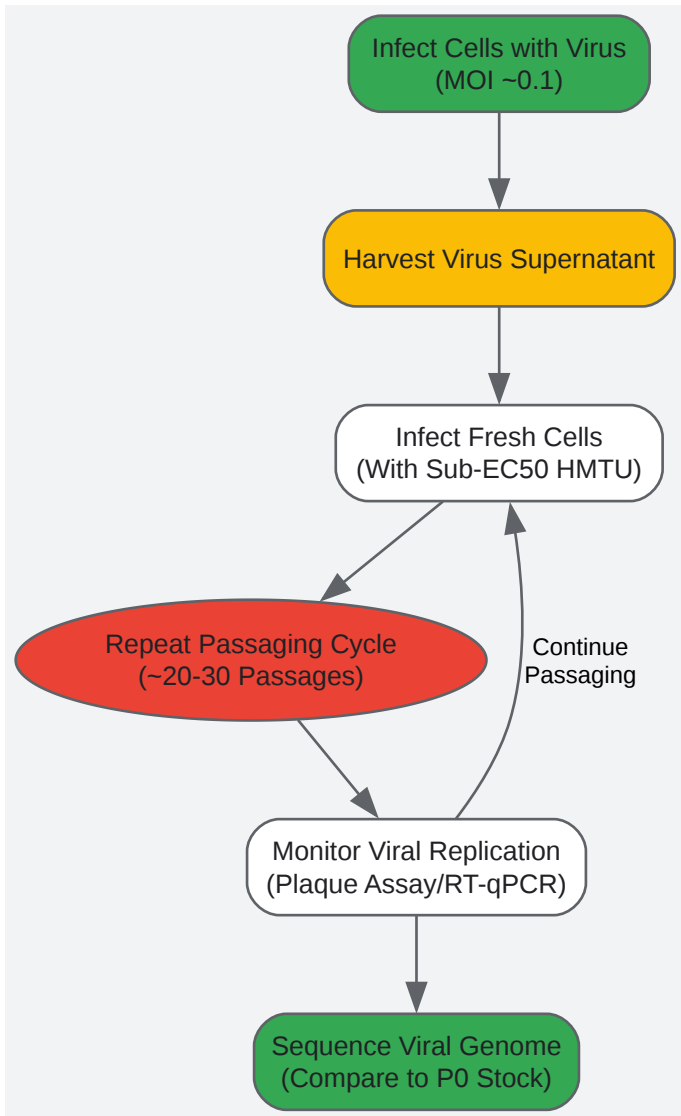 Infect Cells with Virus
(MOI ~0.1)
Harvest Virus Supernatant
Infect Fresh Cells
(With Sub-EC50 HMTU)
Repeat Passaging Cycle
(~20-30 Passages)
Continue
Passaging
Monitor Viral Replication
(Plaque Assay/RT-qPCR)
Sequence Viral Genome
(Compare to P0 Stock)